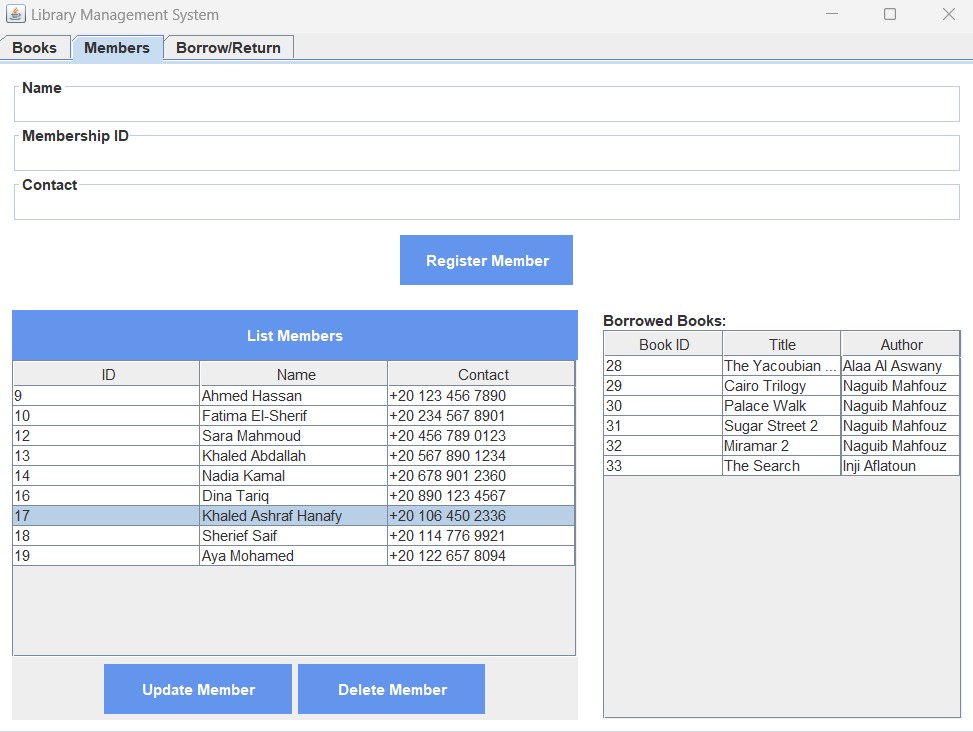 Library Management System
Books Members Borrow/Return
Name
Membership ID
Contact
Register Member
List Members
ID Name Contact
9 Ahmed Hassan +20 123 456 7890
10 Fatima El-Sherif +20 234 567 8901
12 Sara Mahmoud +20 456 789 0123
13 Khaled Abdallah +20 567 890 1234
14 Nadia Kamal +20 678 901 2360
16 Dina Tariq +20 890 123 4567
17 Khaled Ashraf Hanafy +20 106 450 2336
18 Sherief Saif +20 114 776 9921
19 Aya Mohamed +20 122 657 8094
Update Member Delete Member
Borrowed Books:
Book ID Title Author
28 The Yacoubian ... Alaa Al Aswany
29 Cairo Trilogy Naguib Mahfouz
30 Palace Walk Naguib Mahfouz
31 Sugar Street 2 Naguib Mahfouz
32 Miramar 2 Naguib Mahfouz
33 The Search Inji Aflatoun